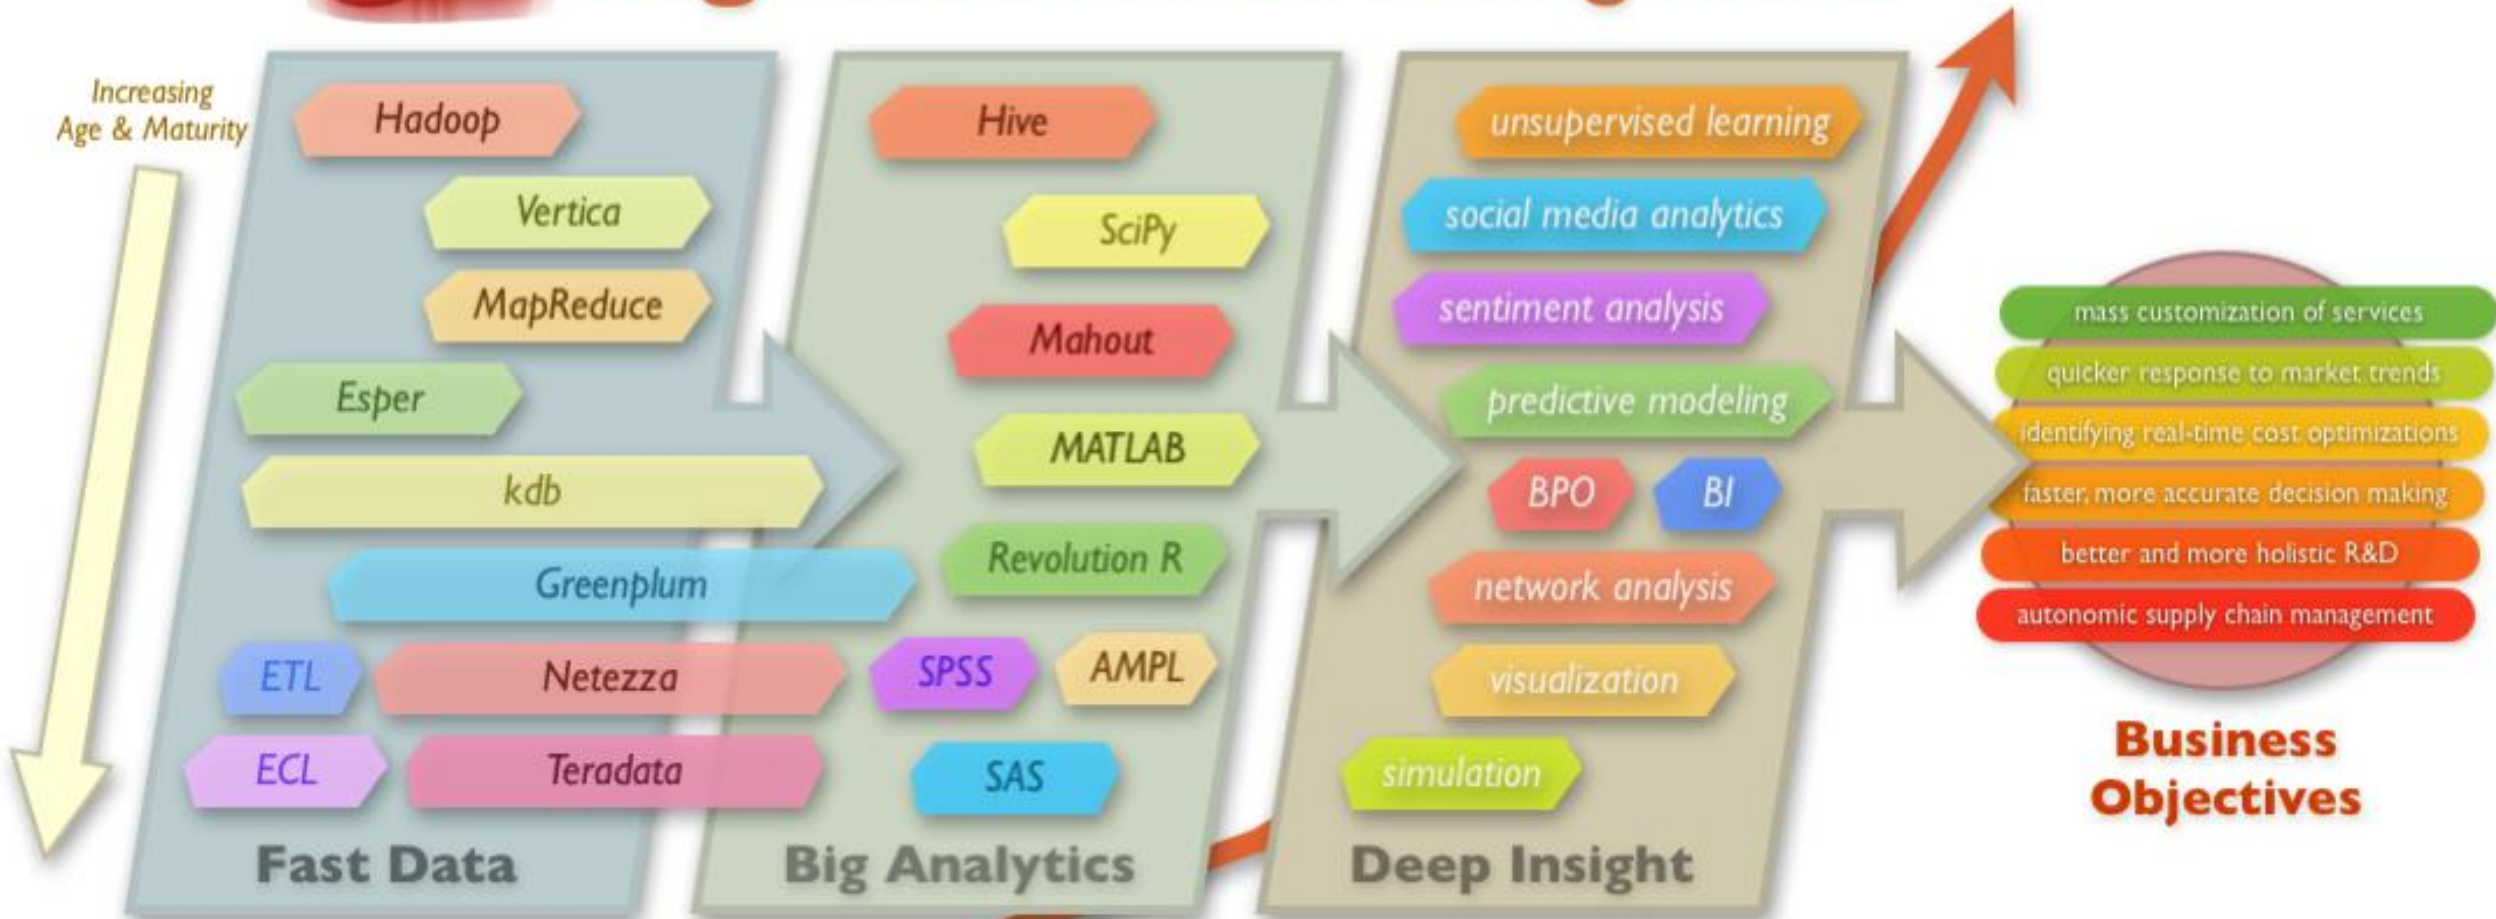 Increasing
Age & Maturity
Hadoop
Vertica
MapReduce
Esper
kdb
Greenplum
ETL
Netezza
ECL
Teradata
Fast Data
Hive
SciPy
Mahout
MATLAB
Revolution R
SPSS
AMPL
SAS
Big Analytics
unsupervised learning
social media analytics
sentiment analysis
predictive modeling
BPO
BI
network analysis
visualization
simulation
Deep Insight
mass customization of services
quicker response to market trends
identifying real-time cost optimizations
faster, more accurate decision making
better and more holistic R&D
autonomic supply chain management
Business
Objectives